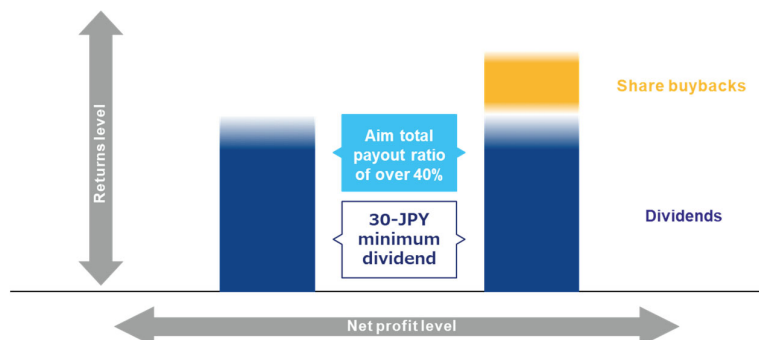 Returns level
Share buybacks
Aim total
payout ratio
of over 40%
30-JPY
minimum
dividend
Dividends
Net profit level